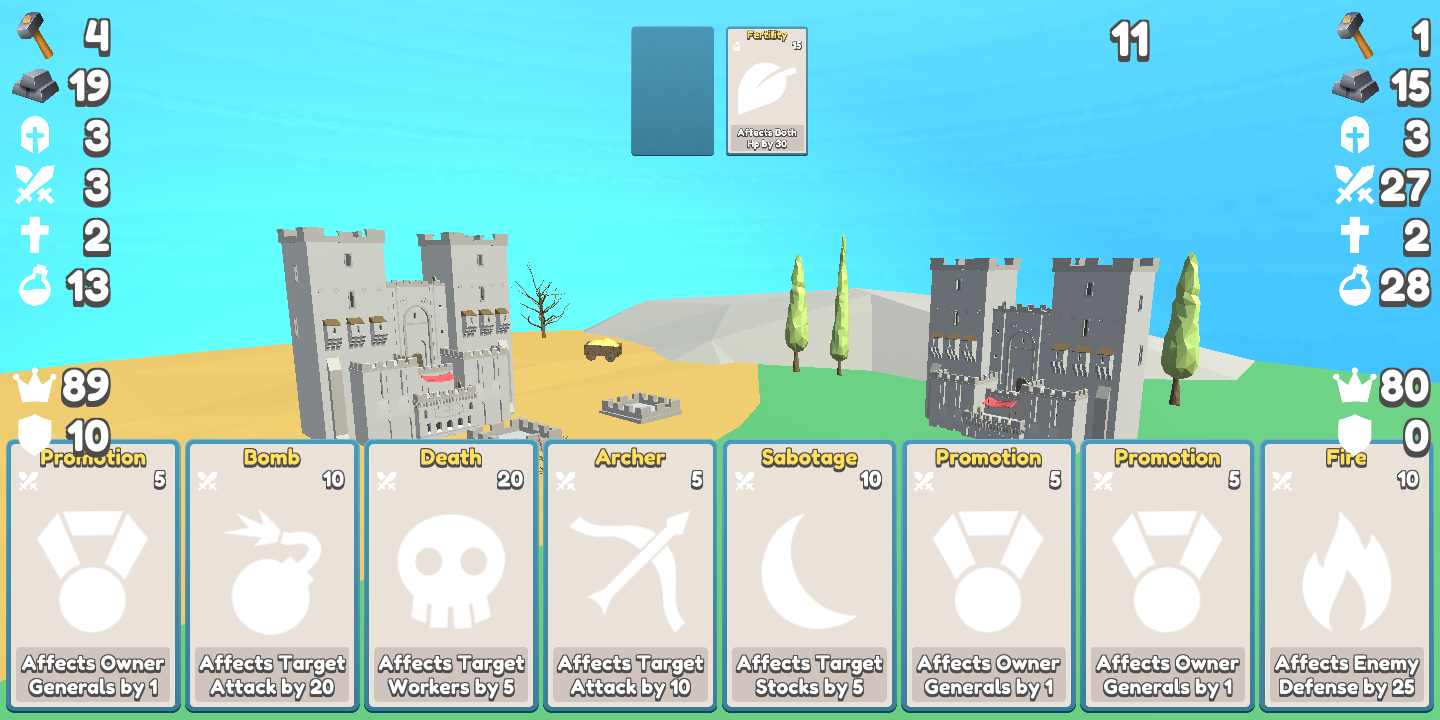 4
19
3
3
2
13
89
10
Fertility
15
Affects Both
Hp by 30
11
1
15
3
27
2
28
80
0
Promotion
5
Affects Owner
Generals by 1
Bomb
10
Affects Target
Attack by 20
Death
20
Affects Target
Workers by 5
Archer
5
Affects Target
Attack by 10
Sabotage
10
Affects Target
Stocks by 5
Promotion
5
Affects Owner
Generals by 1
Promotion
5
Affects Owner
Generals by 1
Fire
10
Affects Enemy
Defense by 25